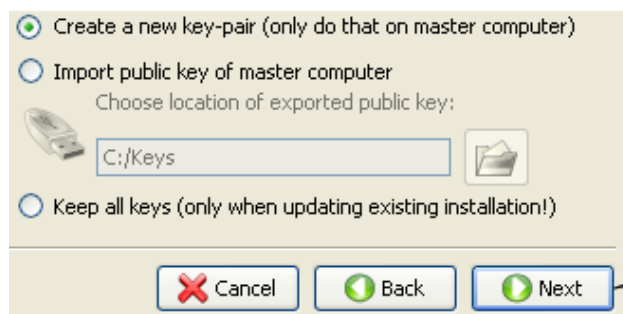 Create a new key-pair (only do that on master computer)
Import public key of master computer
Choose location of exported public key:
C:/Keys
Keep all keys (only when updating existing installation!)
Cancel Back Next